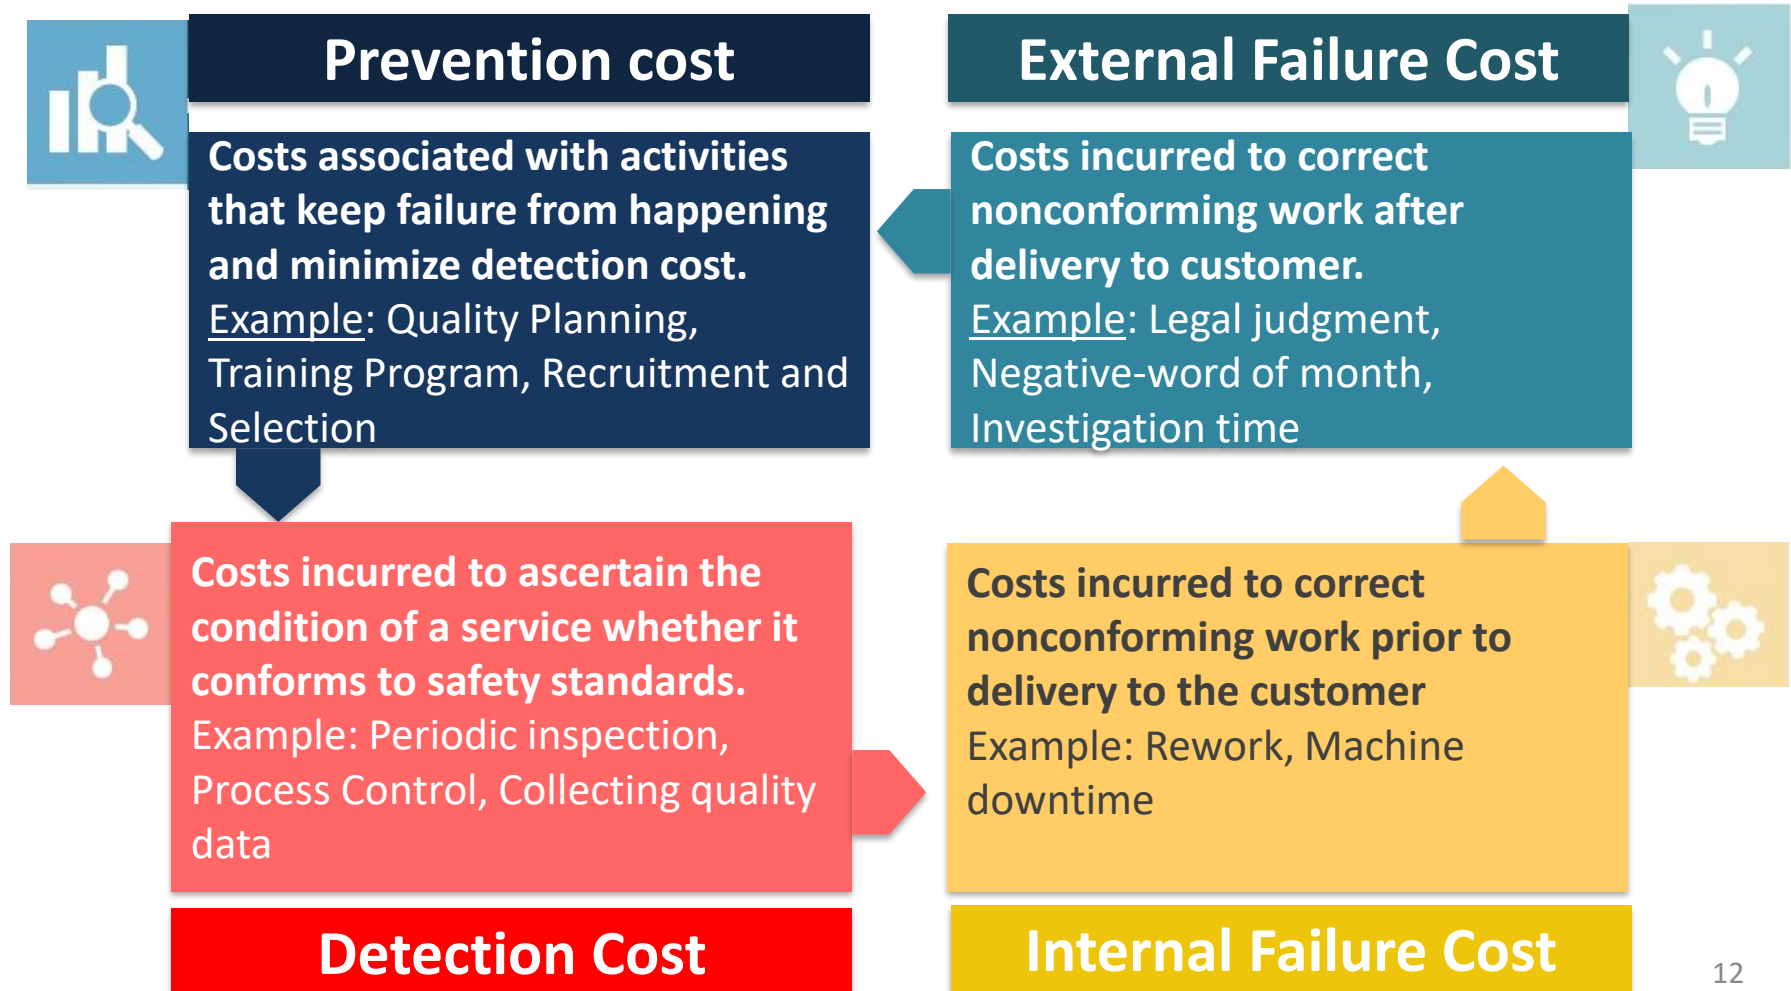 Prevention cost
Costs associated with activities
that keep failure from happening
and minimize detection cost.
Example: Quality Planning,
Training Program, Recruitment and
Selection
External Failure Cost
Costs incurred to correct
nonconforming work after
delivery to customer.
Example: Legal judgment,
Negative-word of month,
Investigation time
Costs incurred to ascertain the
condition of a service whether it
conforms to safety standards.
Example: Periodic inspection,
Process Control, Collecting quality
data
Detection Cost
Costs incurred to correct
nonconforming work prior to
delivery to the customer
Example: Rework, Machine
downtime
Internal Failure Cost
12